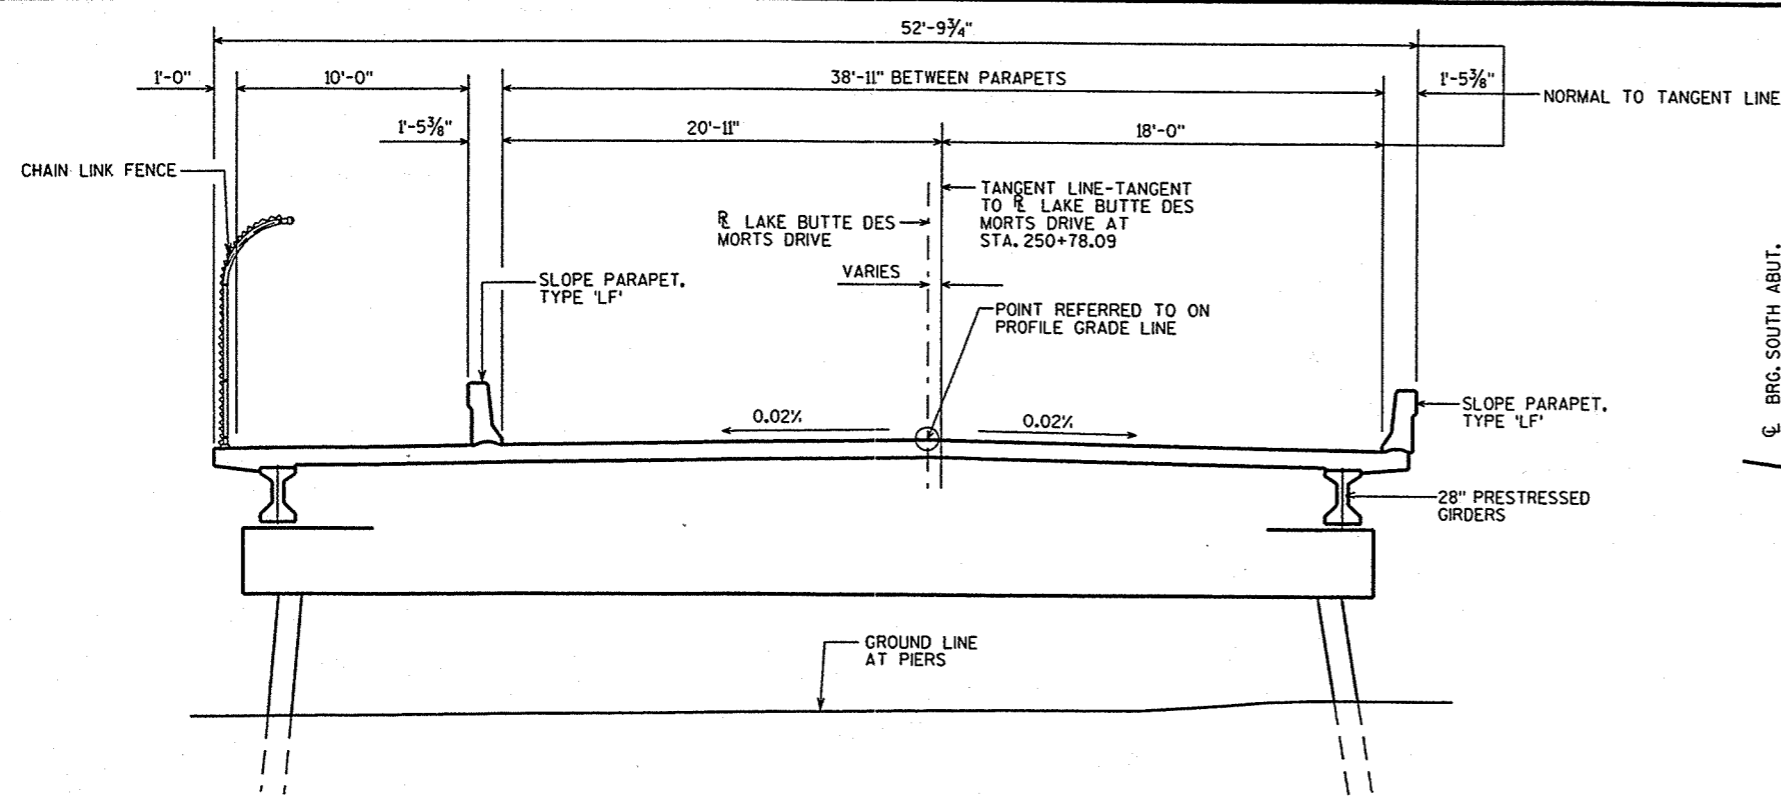 52'-9¾"
1'-0"
10'-0"
38'-11" BETWEEN PARAPETS
1'-5⅜"
NORMAL TO TANGENT LINE
1'-5⅜"
20'-11"
18'-0"
CHAIN LINK FENCE
TANGENT LINE-TANGENT
TO ⅊ LAKE BUTTE DES
MORTS DRIVE AT
STA. 250+78.09
⅊ LAKE BUTTE DES
MORTS DRIVE
VARIES
SLOPE PARAPET.
TYPE 'LF'
POINT REFERRED TO ON
PROFILE GRADE LINE
0.02%
0.02%
SLOPE PARAPET.
TYPE 'LF'
28" PRESTRESSED
GIRDERS
GROUND LINE
AT PIERS
℄ BRG. SOUTH ABUT.